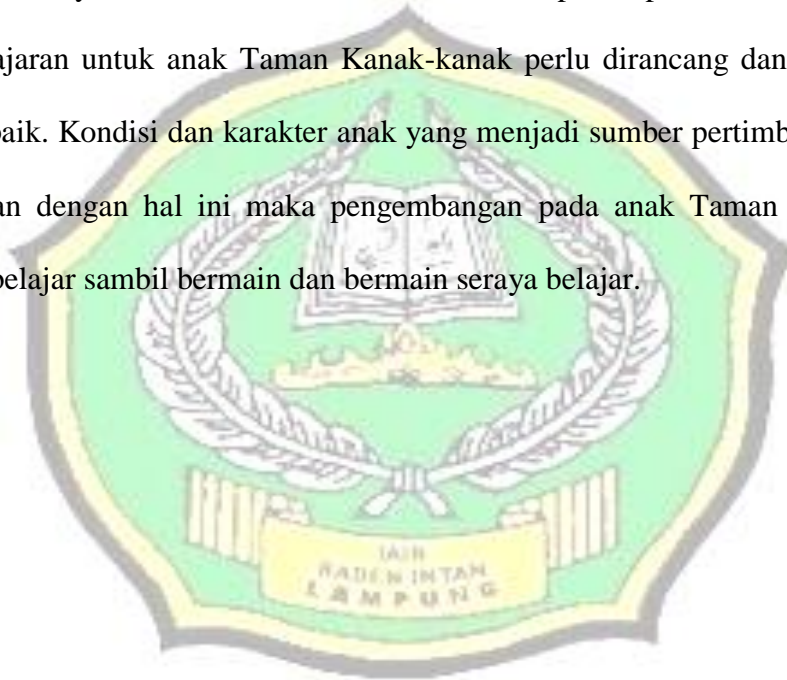 ajaran untuk anak Taman Kanak-kanak perlu dirancang dan
baik. Kondisi dan karakter anak yang menjadi sumber pertimb
an dengan hal ini maka pengembangan pada anak Taman
belajar sambil bermain dan bermain seraya belajar.
IAIN
RADEN INTAN
LAMPUNG